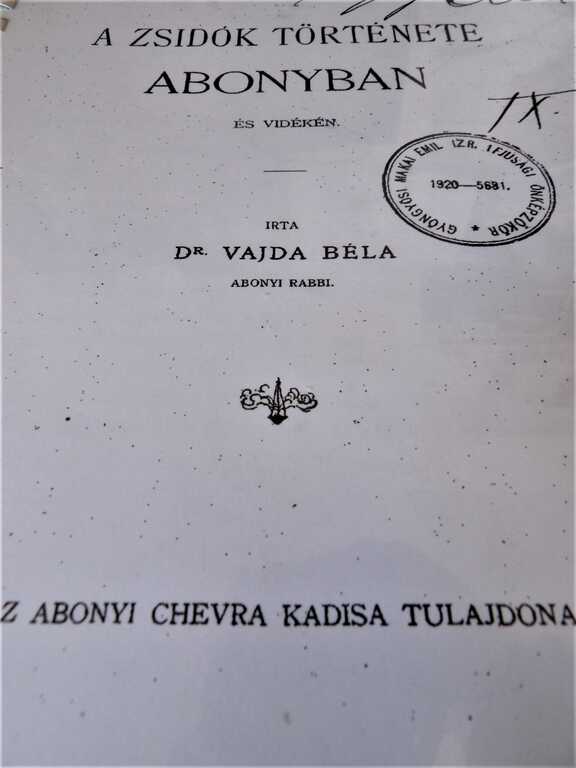 A ZSIDÓK TÖRTÉNETE
ABONYBAN
ÉS VIDÉKÉN.
IX.
GYÖNGYÖSI MAKAI EMIL IZR. IFJUSÁGI ÖNKÉPZŐKÖR
1920—5681.
IRTA
DR. VAJDA BÉLA
ABONYI RABBI.
Z ABONYI CHEVRA KADISA TULAJDONA